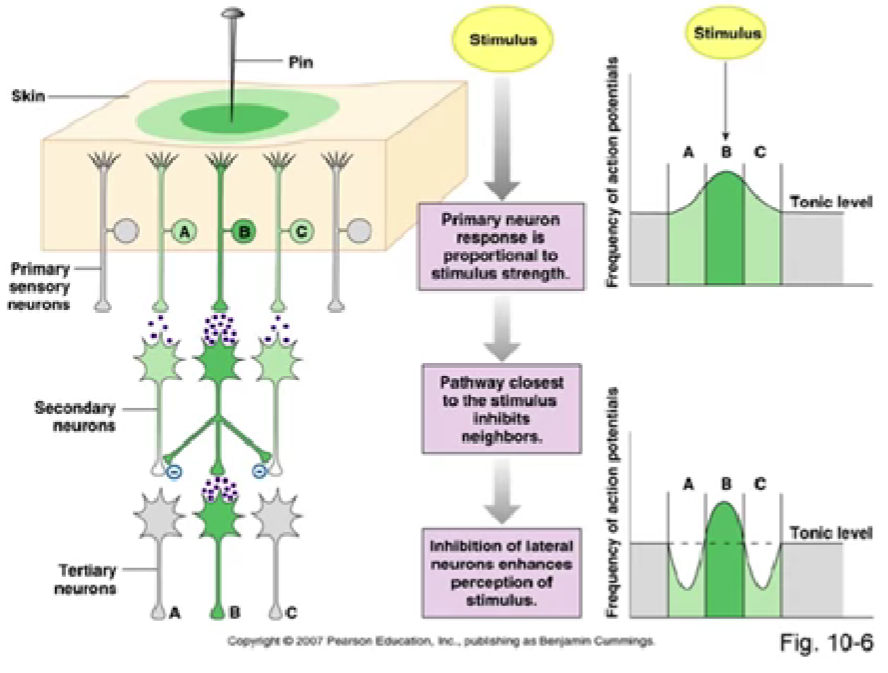 Pin
Skin
A
B
C
Primary
sensory
neurons
Secondary
neurons
Tertiary
neurons
A
B
C
Stimulus
Primary neuron
response is
proportional to
stimulus strength.
Pathway closest
to the stimulus
inhibits
neighbors.
Inhibition of lateral
neurons enhances
perception of
stimulus.
Stimulus
Frequency of action potentials
A
B
C
Tonic level
Frequency of action potentials
A
B
C
Tonic level
Copyright © 2007 Pearson Education, Inc., publishing as Benjamin Cummings.
Fig. 10-6